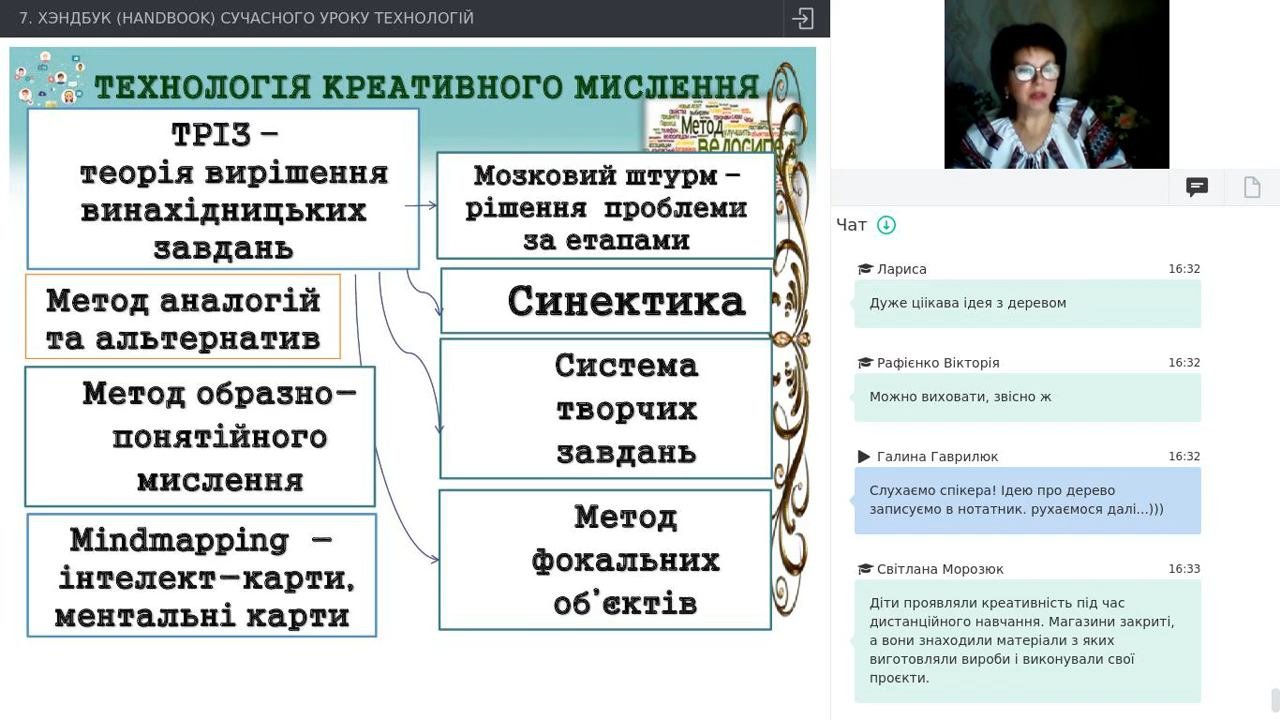 7. ХЭНДБУК (HANDBOOK) СУЧАСНОГО УРОКУ ТЕХНОЛОГІЙ
ТЕХНОЛОГІЯ КРЕАТИВНОГО МИСЛЕННЯ
ТРІЗ –
теорія вирішення
винахідницьких
завдань
Метод
велосипед
Мозковий штурм –
рішення проблеми
за етапами
Метод аналогій
та альтернатив
Синектика
Метод образно–
понятійного
мислення
Система
творчих
завдань
Mindmapping –
інтелект–карти,
ментальні карти
Метод
фокальних
об'єктів
Чат
Лариса 16:32
Дуже ціікава ідея з деревом
Рафієнко Вікторія 16:32
Можно виховати, звісно ж
Галина Гаврилюк 16:32
Слухаємо спікера! Ідею про дерево
записуємо в нотатник. рухаємося далі...)))
Світлана Морозюк 16:33
Діти проявляли креативність під час
дистанційного навчання. Магазини закриті,
а вони знаходили матеріали з яких
виготовляли вироби і виконували свої
проєкти.